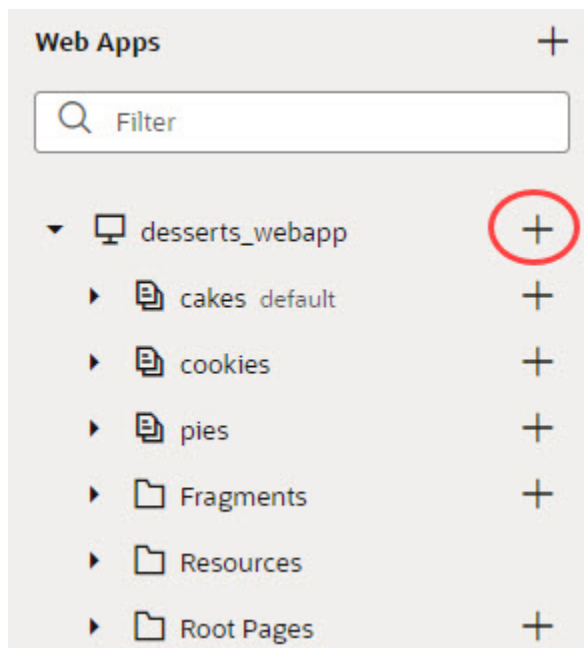 Web Apps
Filter
desserts_webapp
cakes default
cookies
pies
Fragments
Resources
Root Pages